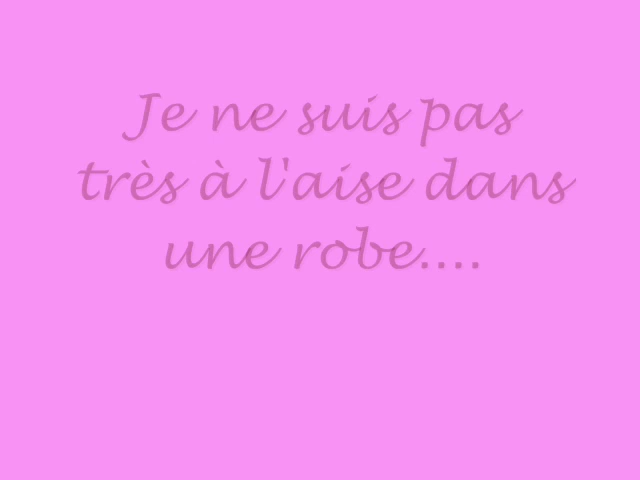 Je ne suis pas
très à l'aise dans
une robe....